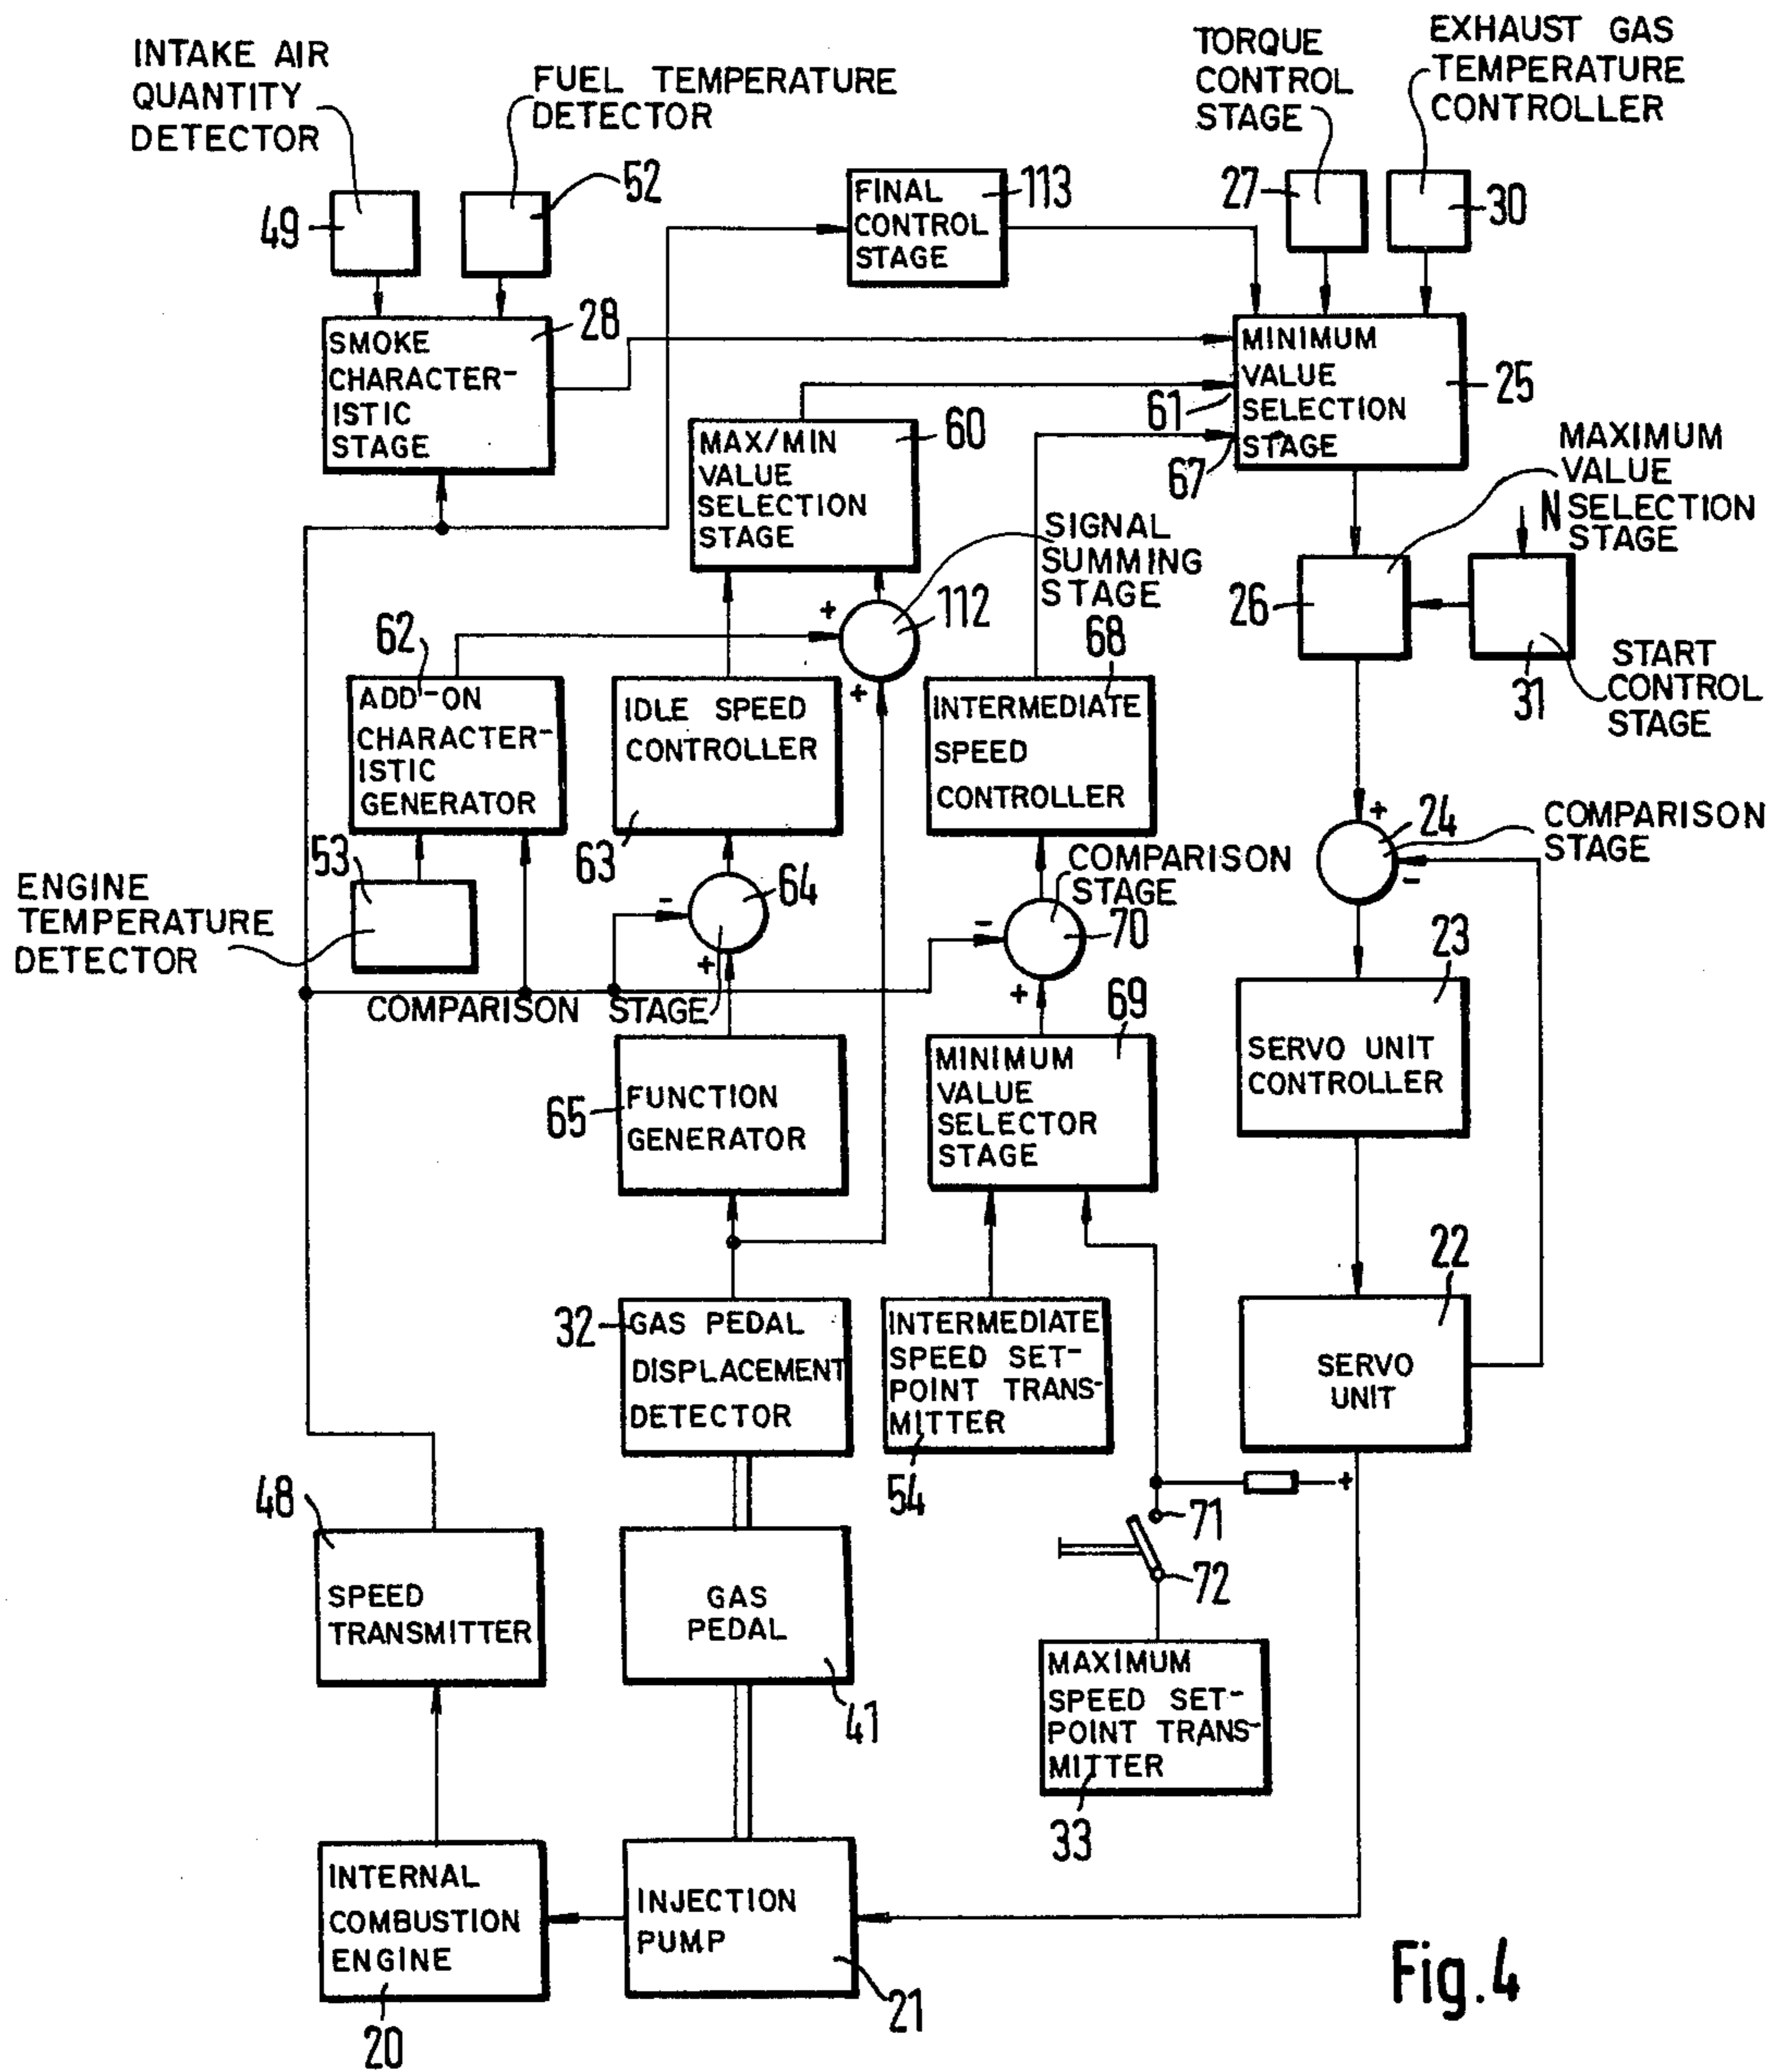 INTAKE AIR
QUANTITY
DETECTOR
FUEL TEMPERATURE
DETECTOR
TORQUE
CONTROL
STAGE
EXHAUST GAS
TEMPERATURE
CONTROLLER
49
52
FINAL
CONTROL
STAGE
113
27
30
SMOKE
CHARACTER-
ISTIC
STAGE
28
MINIMUM
VALUE
SELECTION
STAGE
25
61
67
MAX/MIN
VALUE
SELECTION
STAGE
60
MAXIMUM
VALUE
SELECTION
STAGE
N
SIGNAL
SUMMING
STAGE
+
112
+
26
31
START
CONTROL
STAGE
62
ADD-ON
CHARACTER-
ISTIC
GENERATOR
IDLE SPEED
CONTROLLER
63
68
INTERMEDIATE
SPEED
CONTROLLER
+
24
-
COMPARISON
STAGE
53
ENGINE
TEMPERATURE
DETECTOR
-
64
+
COMPARISON STAGE
COMPARISON
STAGE
-
70
+
23
SERVO UNIT
CONTROLLER
65
FUNCTION
GENERATOR
69
MINIMUM
VALUE
SELECTOR
STAGE
32
GAS PEDAL
DISPLACEMENT
DETECTOR
INTERMEDIATE
SPEED SET-
POINT TRANS-
MITTER
54
22
SERVO
UNIT
+
71
72
48
SPEED
TRANSMITTER
GAS
PEDAL
41
MAXIMUM
SPEED SET-
POINT TRANS-
MITTER
33
INTERNAL
COMBUSTION
ENGINE
20
INJECTION
PUMP
21
Fig. 4